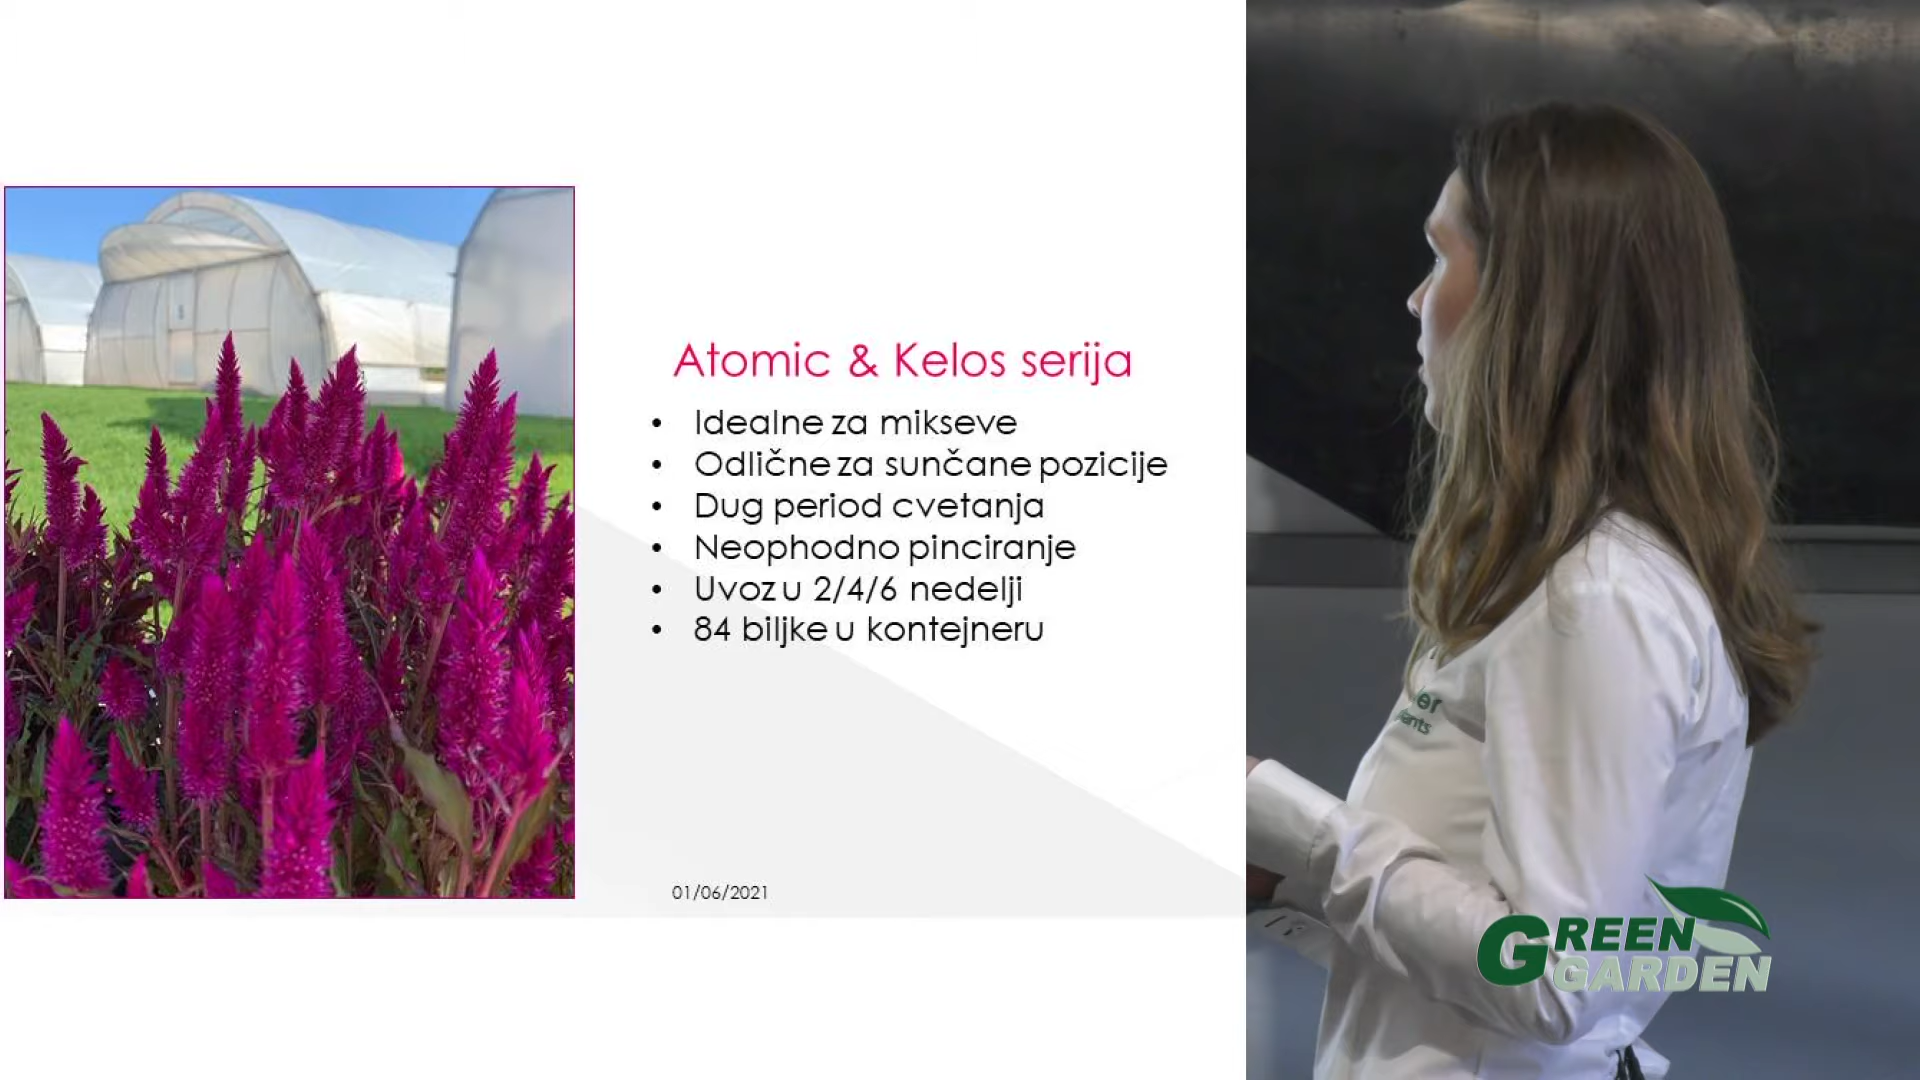 Atomic & Kelos serija
• Idealne za mikseve
• Odlične za sunčane pozicije
• Dug period cvetanja
• Neophodno pinciranje
• Uvoz u 2/4/6 nedelji
• 84 biljke u kontejneru
01/06/2021
GREEN
GARDEN